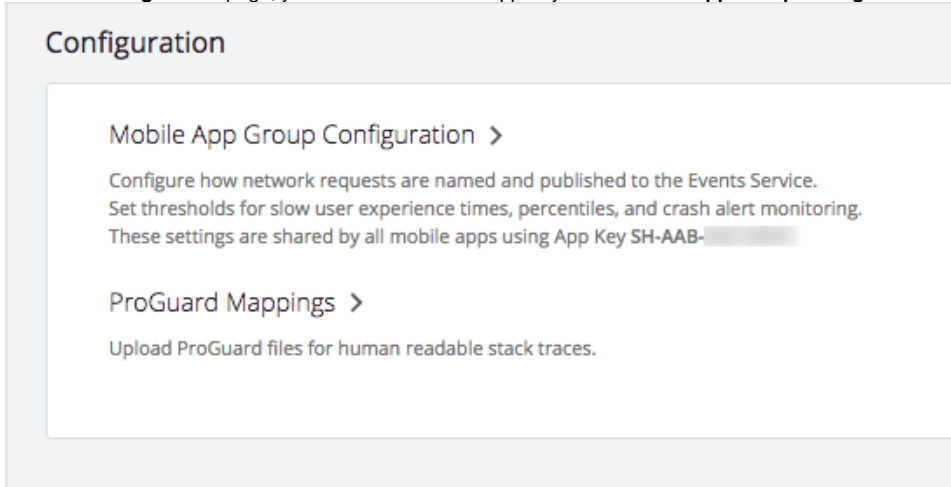 Configuration
Mobile App Group Configuration >
Configure how network requests are named and published to the Events Service.
Set thresholds for slow user experience times, percentiles, and crash alert monitoring.
These settings are shared by all mobile apps using App Key SH-AAB-
ProGuard Mappings >
Upload ProGuard files for human readable stack traces.